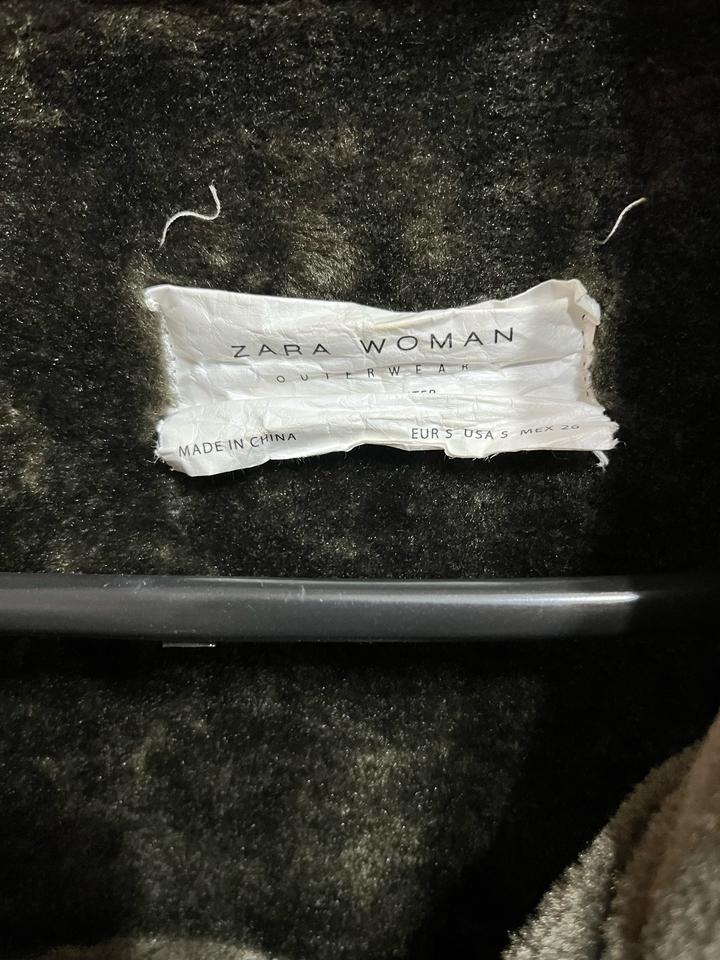 ZARA WOMAN
OUTERWEAR
MADE IN CHINA
EUR S USA S MEX 26